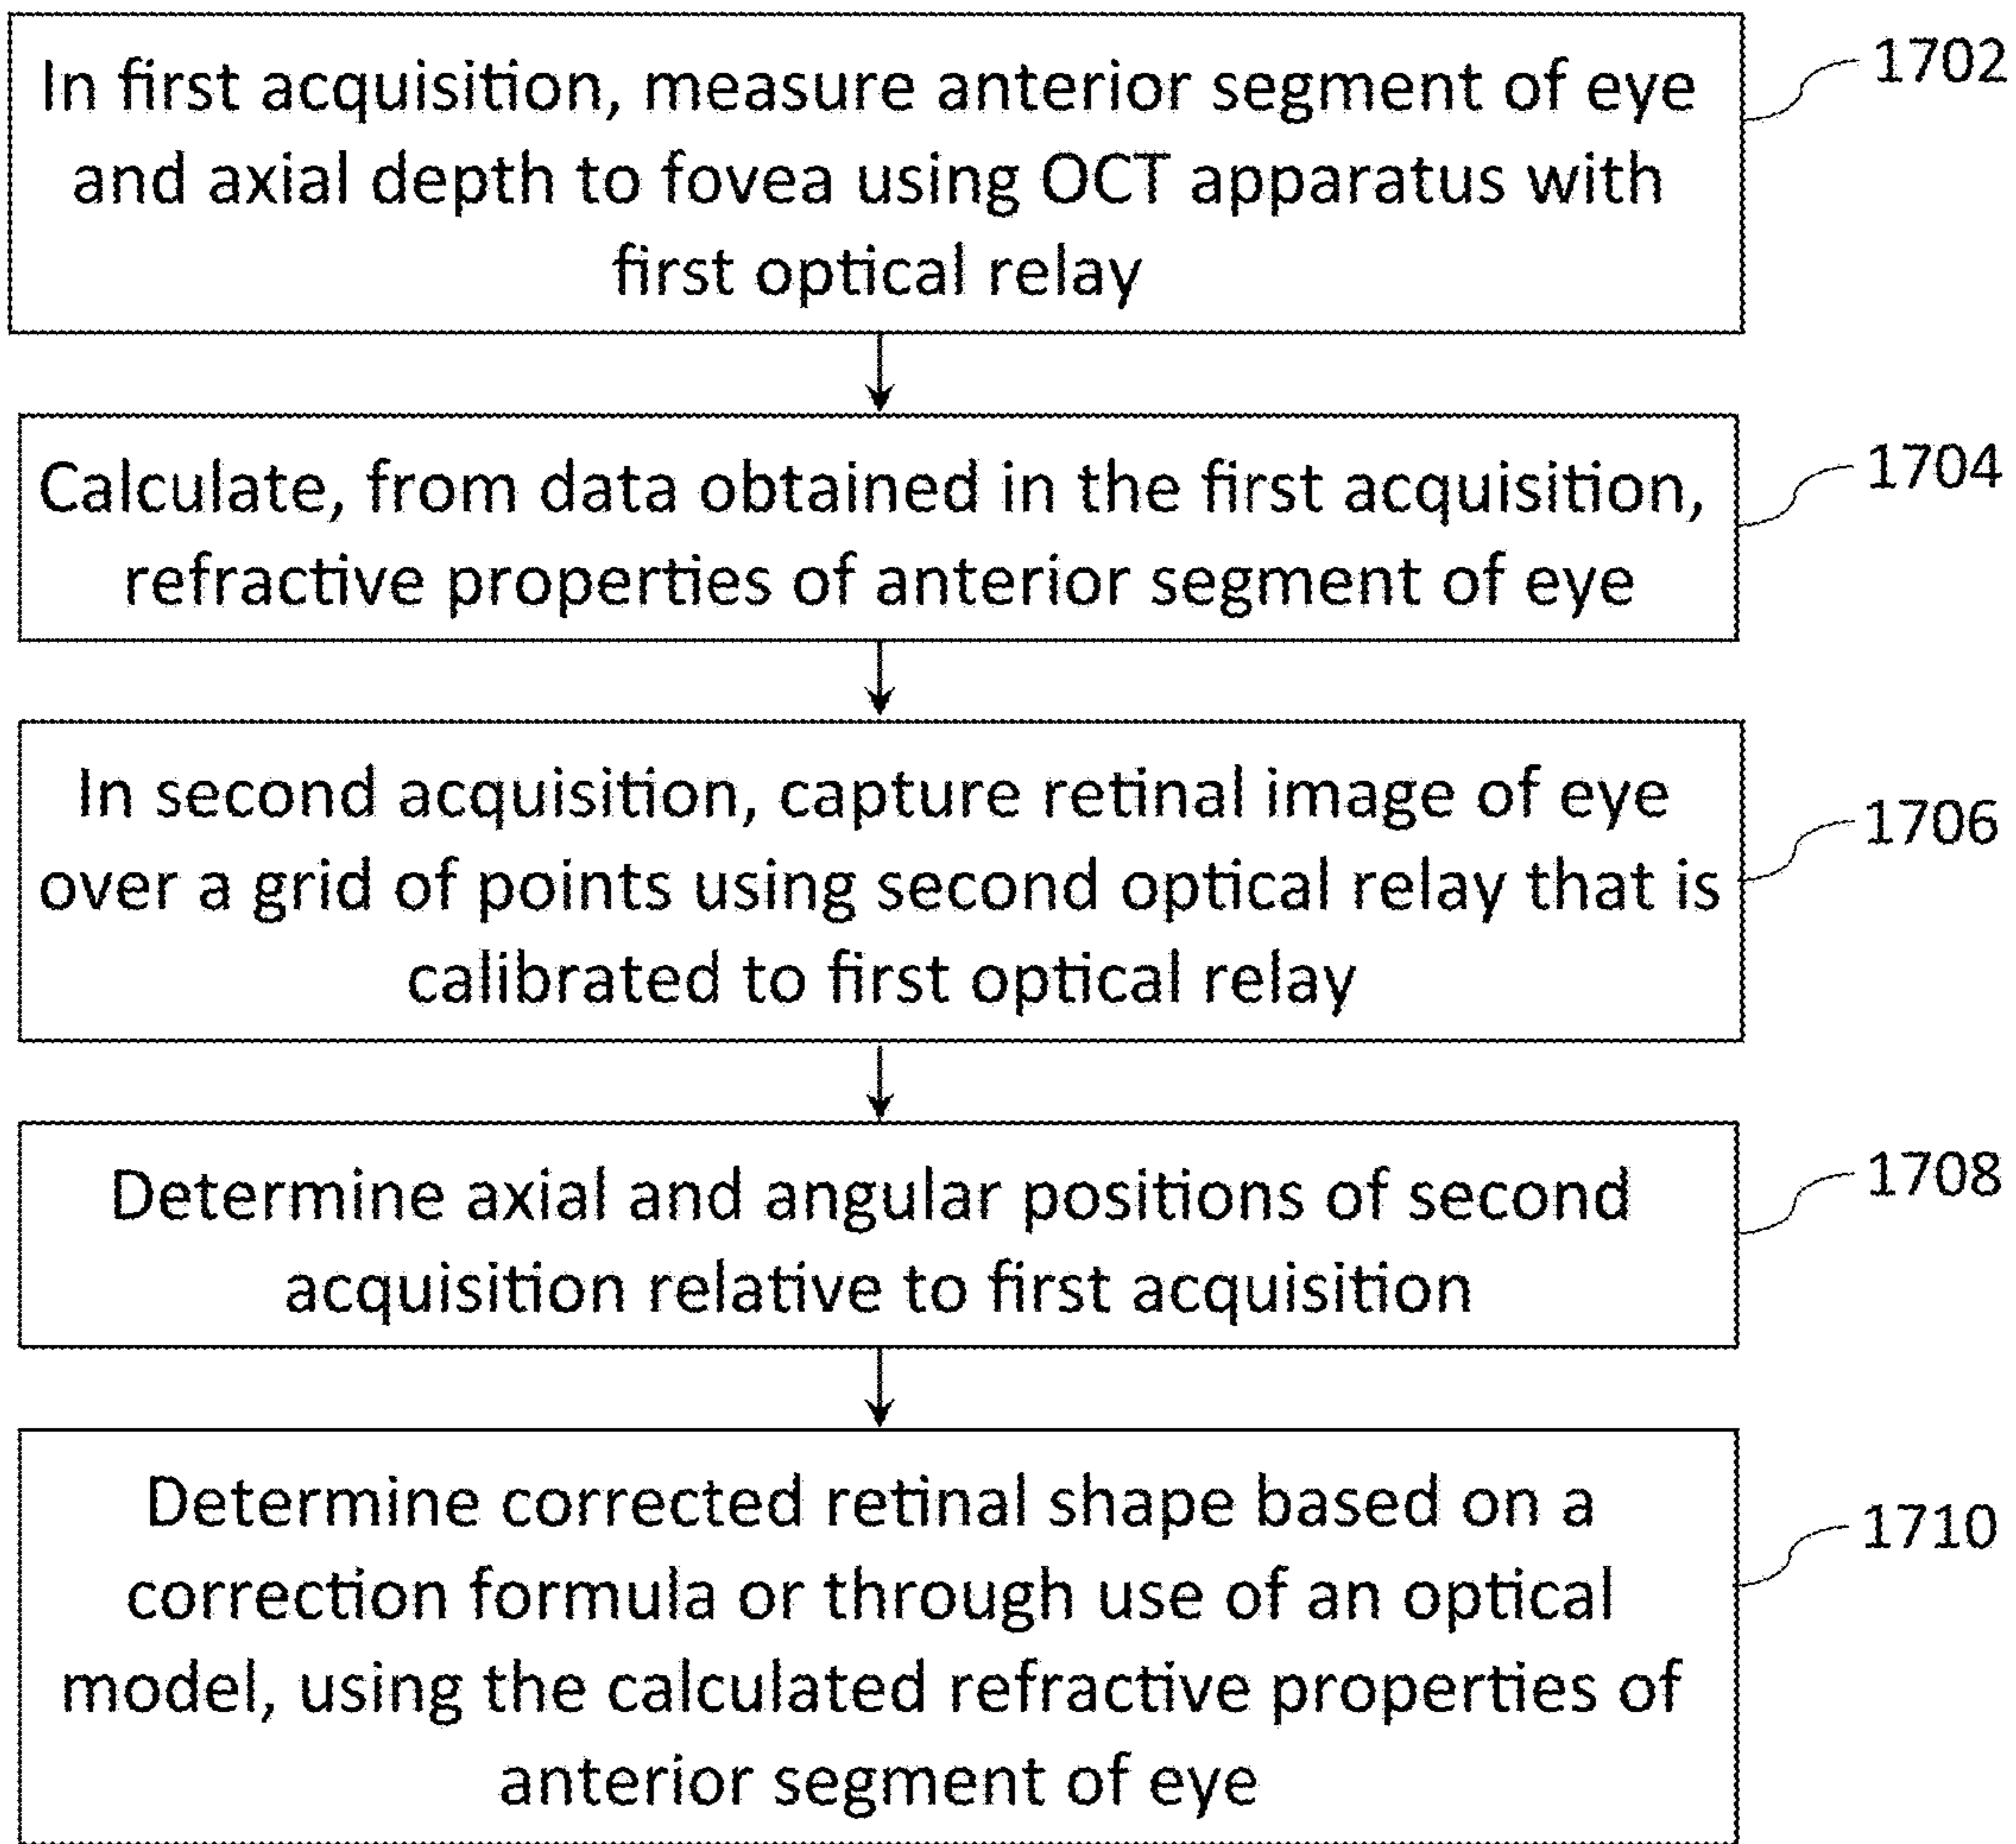 In first acquisition, measure anterior segment of eye
and axial depth to fovea using OCT apparatus with
first optical relay
1702
Calculate, from data obtained in the first acquisition,
refractive properties of anterior segment of eye
1704
In second acquisition, capture retinal image of eye
over a grid of points using second optical relay that is
calibrated to first optical relay
1706
Determine axial and angular positions of second
acquisition relative to first acquisition
1708
Determine corrected retinal shape based on a
correction formula or through use of an optical
model, using the calculated refractive properties of
anterior segment of eye
1710